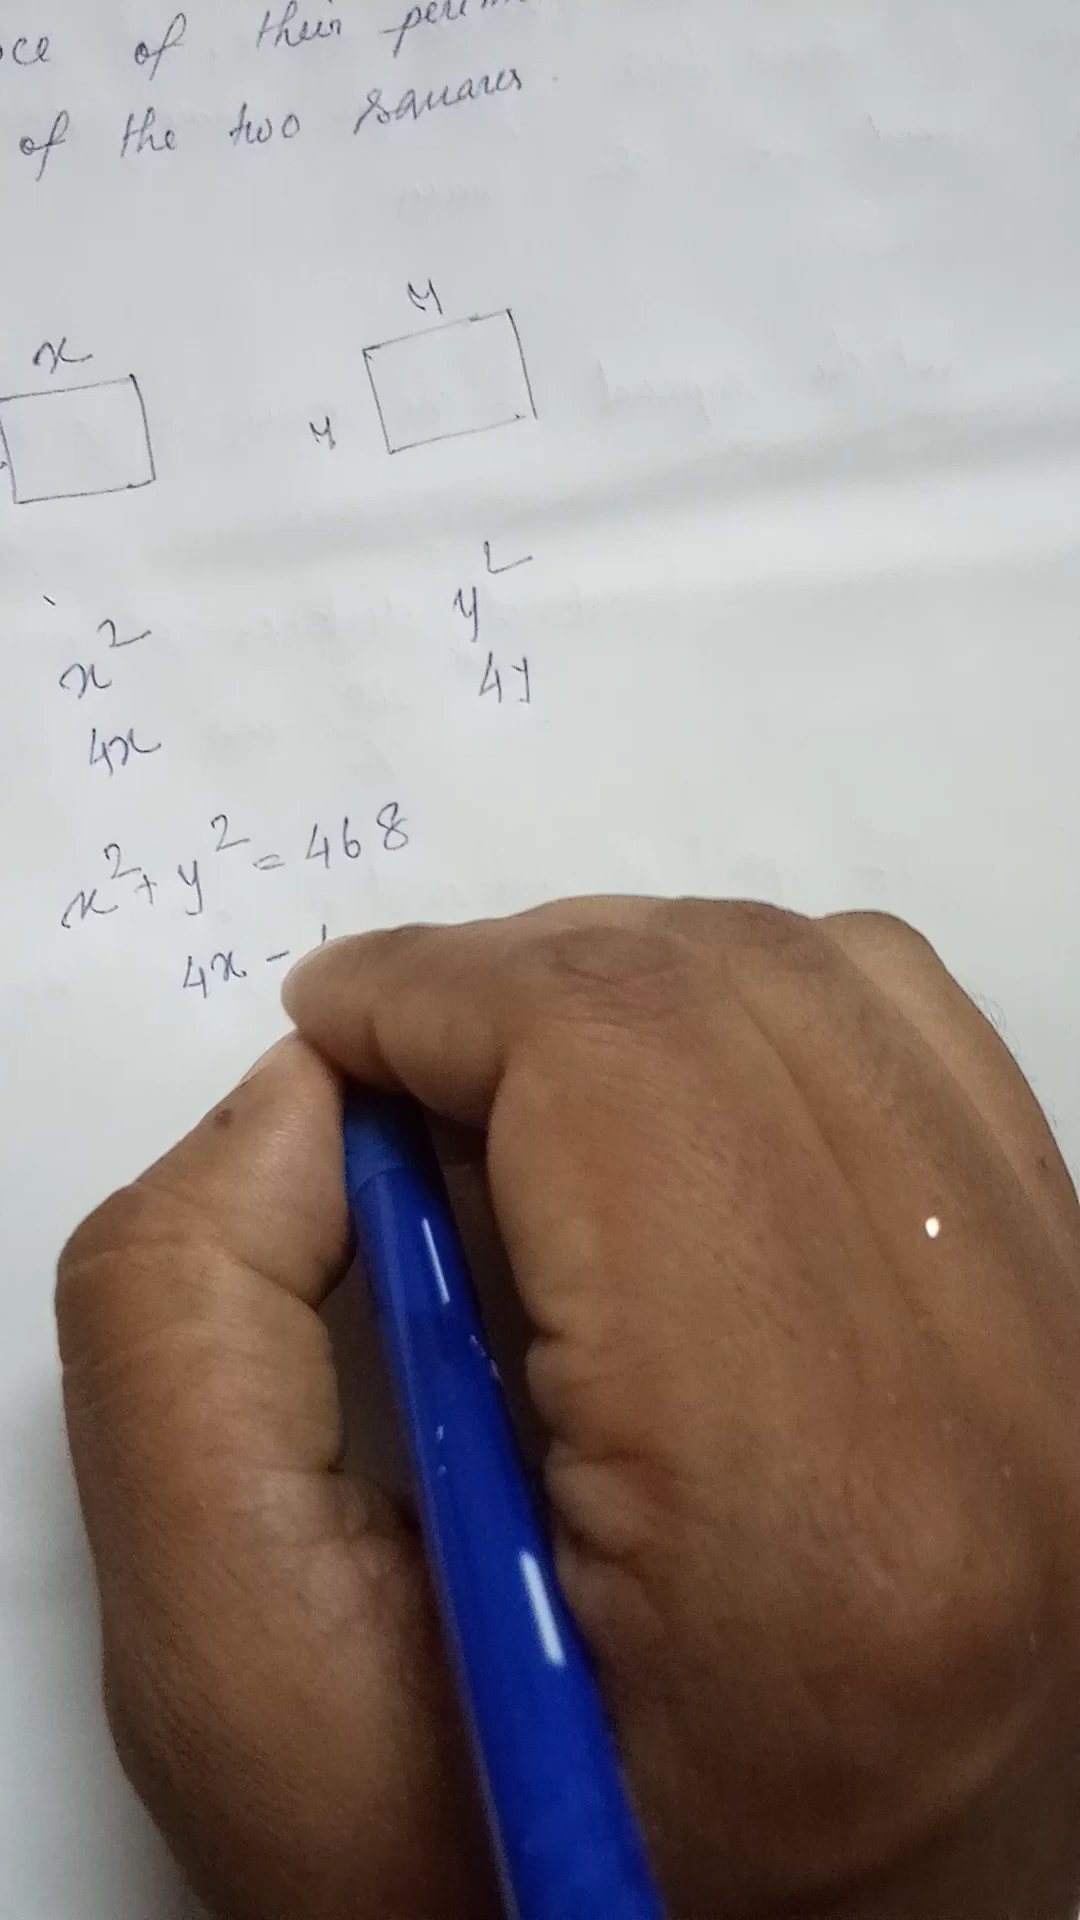 of their
of the two squares
x
y
y
x²
y²
4x
4y
x² + y² = 468
4x -